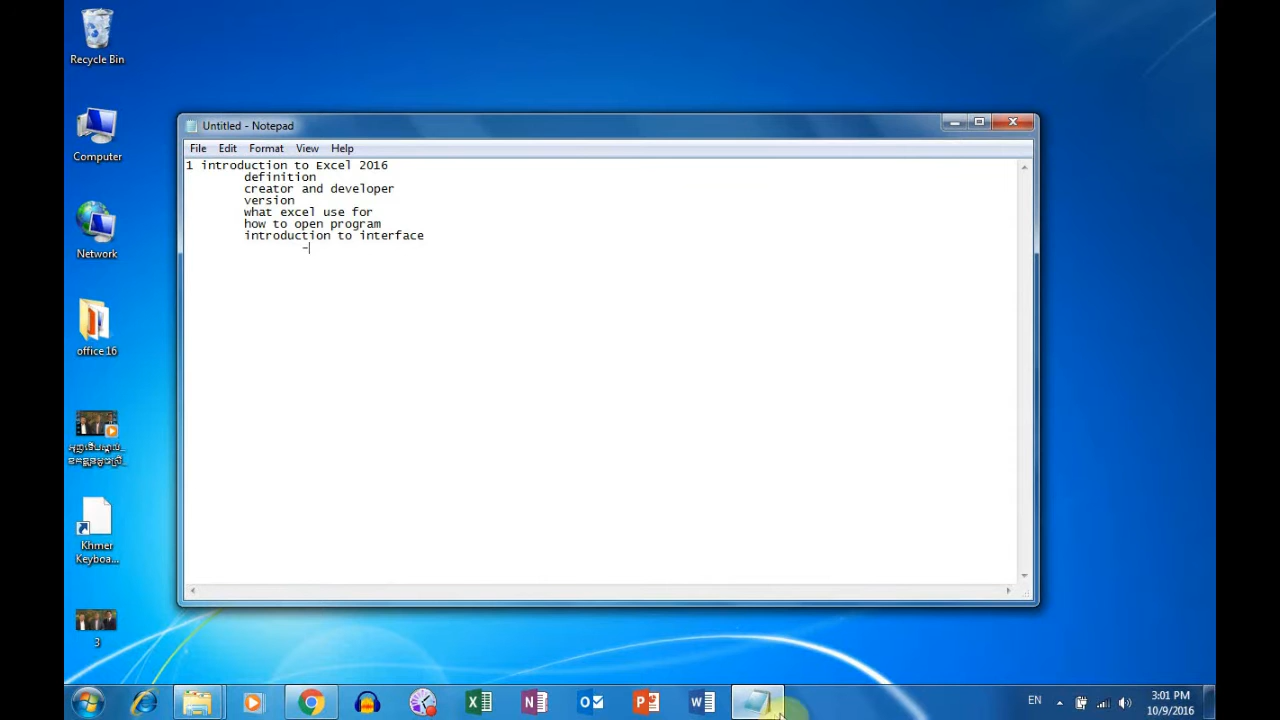 Recycle Bin
Computer
Network
office.16
Khmer
Keyboa...
3
Untitled - Notepad
File Edit Format View Help
1 introduction to Excel 2016
definition
creator and developer
version
what excel use for
how to open program
introduction to interface
-
EN
3:01 PM
10/9/2016